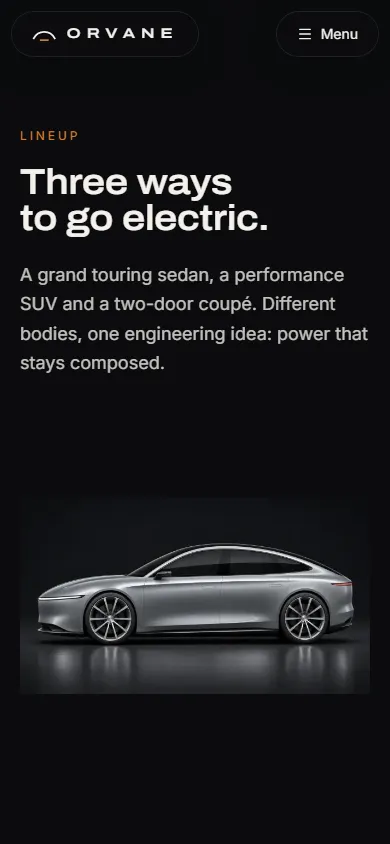 ORVANE
Menu
LINEUP
Three ways
to go electric.
A grand touring sedan, a performance
SUV and a two-door coupé. Different
bodies, one engineering idea: power that
stays composed.